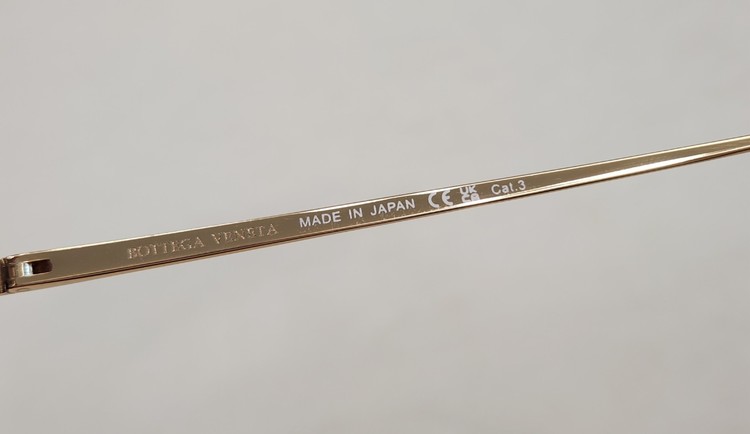 BOTTEGA VENETA MADE IN JAPAN CE UK CA Cat.3